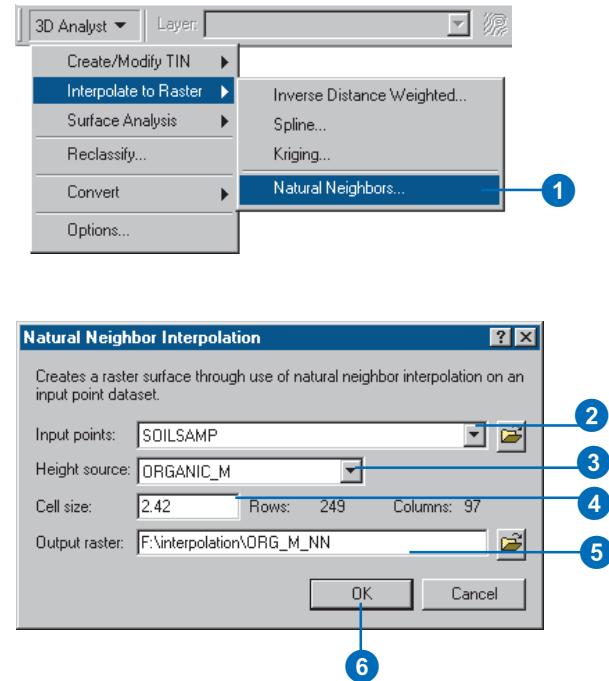 3D Analyst Layer:
Create/Modify TIN
Interpolate to Raster
Surface Analysis
Reclassify...
Convert
Options...
Inverse Distance Weighted...
Spline...
Kriging...
Natural Neighbors...
1
Natural Neighbor Interpolation
Creates a raster surface through use of natural neighbor interpolation on an
input point dataset.
Input points: SOILSAMP
2
Height source: ORGANIC_M
3
Cell size: 2.42 Rows: 249 Columns: 97
4
Output raster: F:\interpolation\ORG_M_NN
5
OK Cancel
6